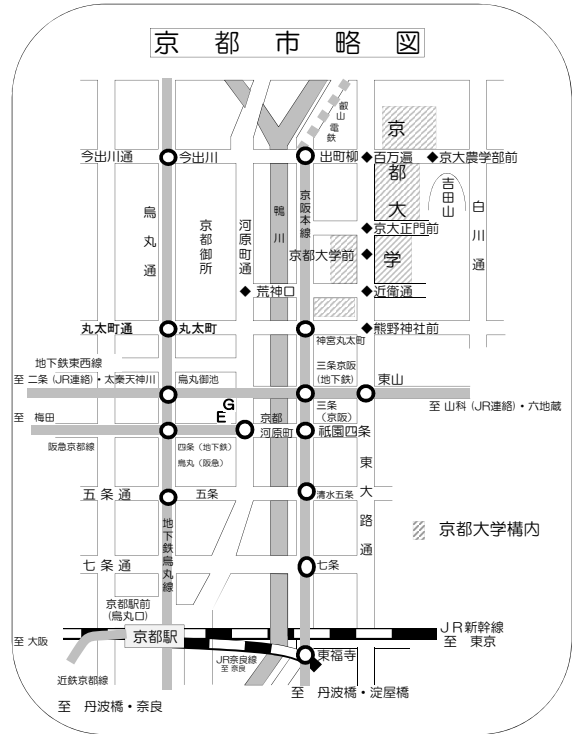 京都市略図
叡山電鉄
今出川通
今出川
出町柳
百万遍
京大農学部前
京都大学
吉田山
白川通
烏丸通
京都御所
河原町通
鴨川
京阪本線
京大正門前
京都大学前
荒神口
近衛通
丸太町通
丸太町
神宮丸太町
熊野神社前
地下鉄東西線
至 二条 (JR連絡)・太秦天神川
烏丸御池
三条京阪
(地下鉄)
東山
至 山科 (JR連絡)・六地蔵
三条
(京阪)
G
E
至 梅田
京都
河原町
祇園四条
阪急京都線
四条（地下鉄）
烏丸（阪急）
東大路通
五条通
五条
清水五条
地下鉄烏丸線
京都大学構内
七条通
七条
京都駅前
(烏丸口)
至 大阪
京都駅
JR新幹線
至 東京
JR奈良線
至 奈良
東福寺
近鉄京都線
至 丹波橋・淀屋橋
至 丹波橋・奈良